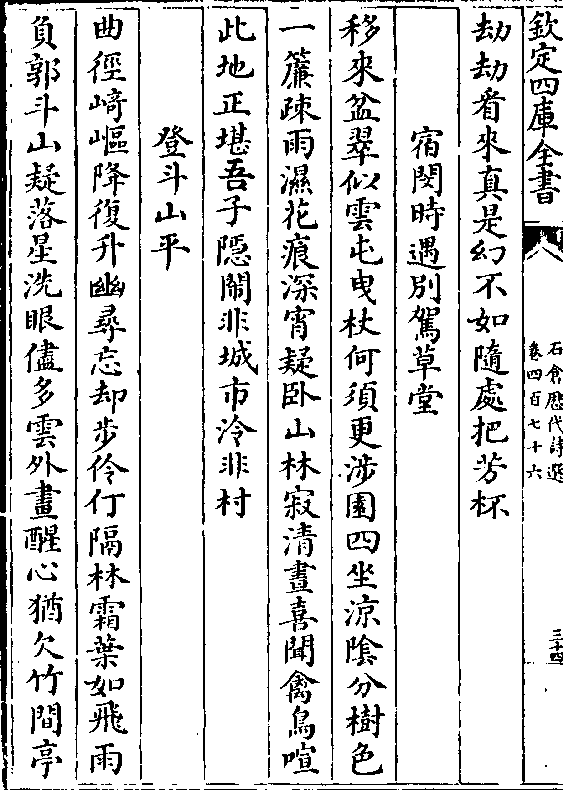 欽定四庫全書
石倉歷代詩選
卷四百七十六
三十四
劫劫看來真是幻不如隨處把芳杯
宿閔時遇別駕草堂
移來盆翠似雲屯曳杖何須更涉園四坐涼陰分樹色
一簾疎雨濕花痕深宵疑卧山林寂清晝喜聞禽鳥喧
此地正堪吾子隱鬧非城市冷非村
登斗山平
曲徑﨑嶇降復升幽尋忘却步伶仃隔林霜葉如飛雨
負郭斗山疑落星洗眼儘多雲外畫醒心猶欠竹間亭